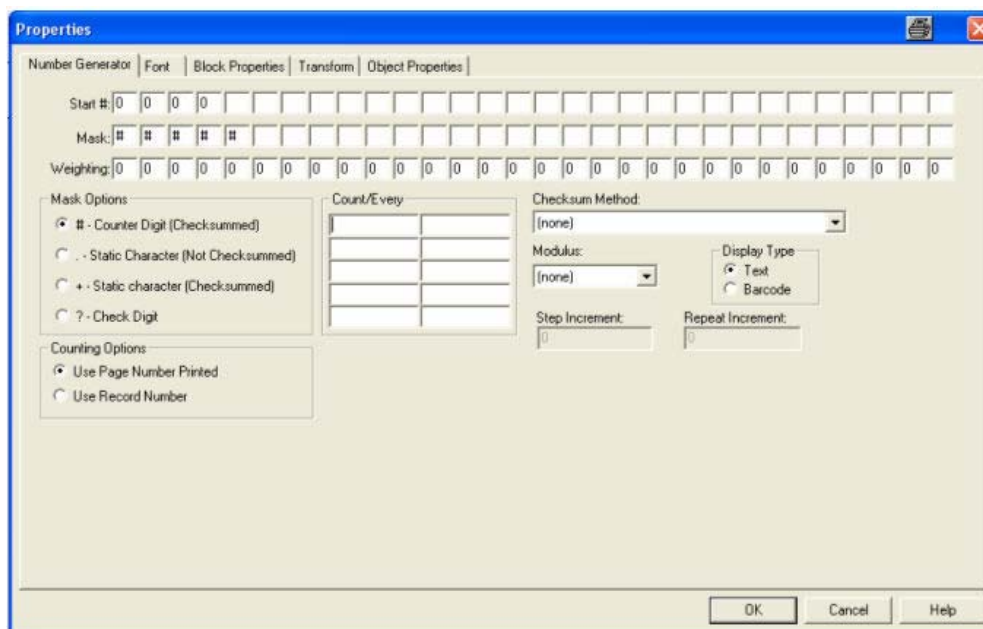 Properties
Number Generator Font Block Properties Transform Object Properties
Start #: 0 0 0 0
Mask: # # # # #
Weighting: 0 0 0 0 0 0 0 0 0 0 0 0 0 0 0 0 0 0 0 0 0 0 0 0 0 0 0 0 0 0
Mask Options
# - Counter Digit (Checksummed)
. - Static Character (Not Checksummed)
+ - Static character (Checksummed)
? - Check Digit
Counting Options
Use Page Number Printed
Use Record Number
Count/Every
Checksum Method:
(none)
Modulus:
(none)
Display Type
Text
Barcode
Step Increment: Repeat Increment:
0 0
OK Cancel Help